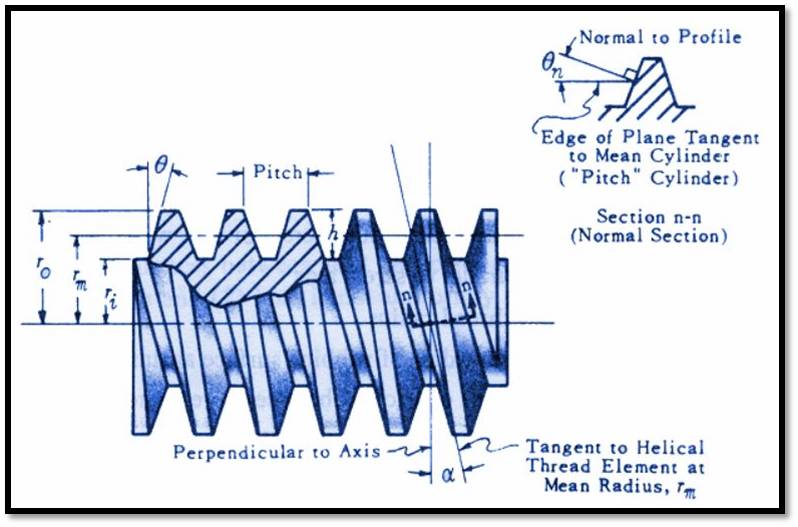 Normal to Profile
θn
Edge of Plane Tangent
to Mean Cylinder
("Pitch" Cylinder)
Section n-n
(Normal Section)
θ
Pitch
h
ro
rm
ri
n
n
Perpendicular to Axis
α
Tangent to Helical
Thread Element at
Mean Radius, rm